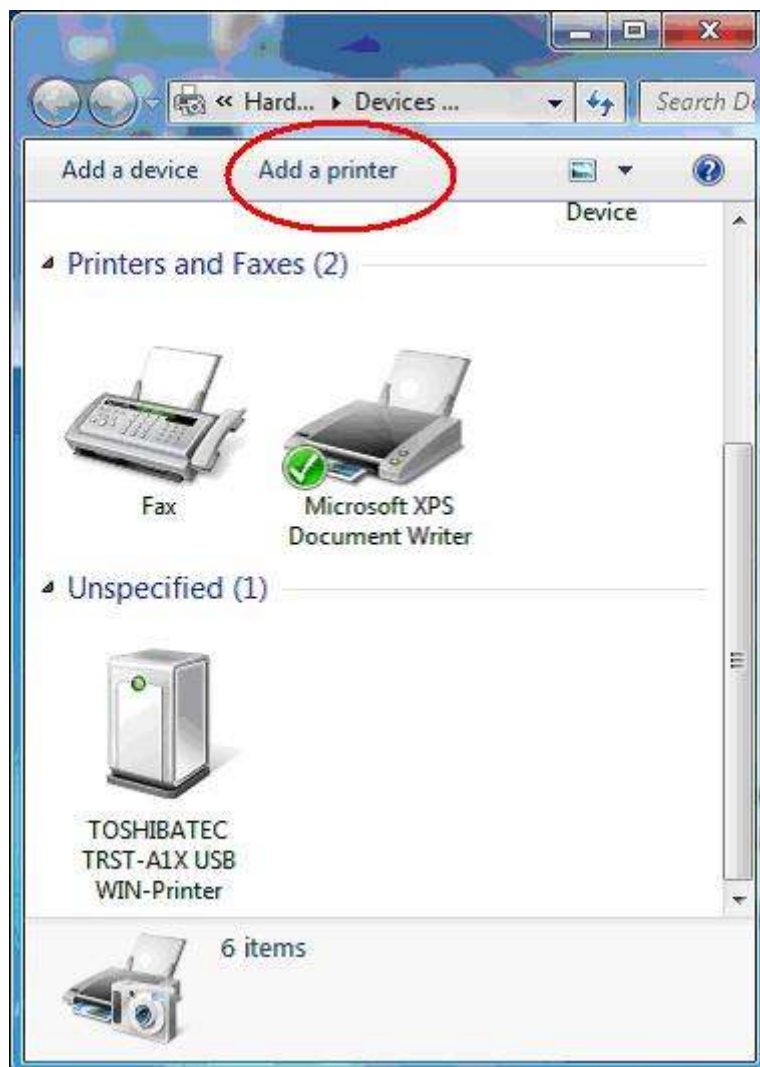 « Hard... ▸ Devices ...
Search De
Add a device Add a printer
Device
Printers and Faxes (2)
Fax
Microsoft XPS
Document Writer
Unspecified (1)
TOSHIBATEC
TRST-A1X USB
WIN-Printer
6 items